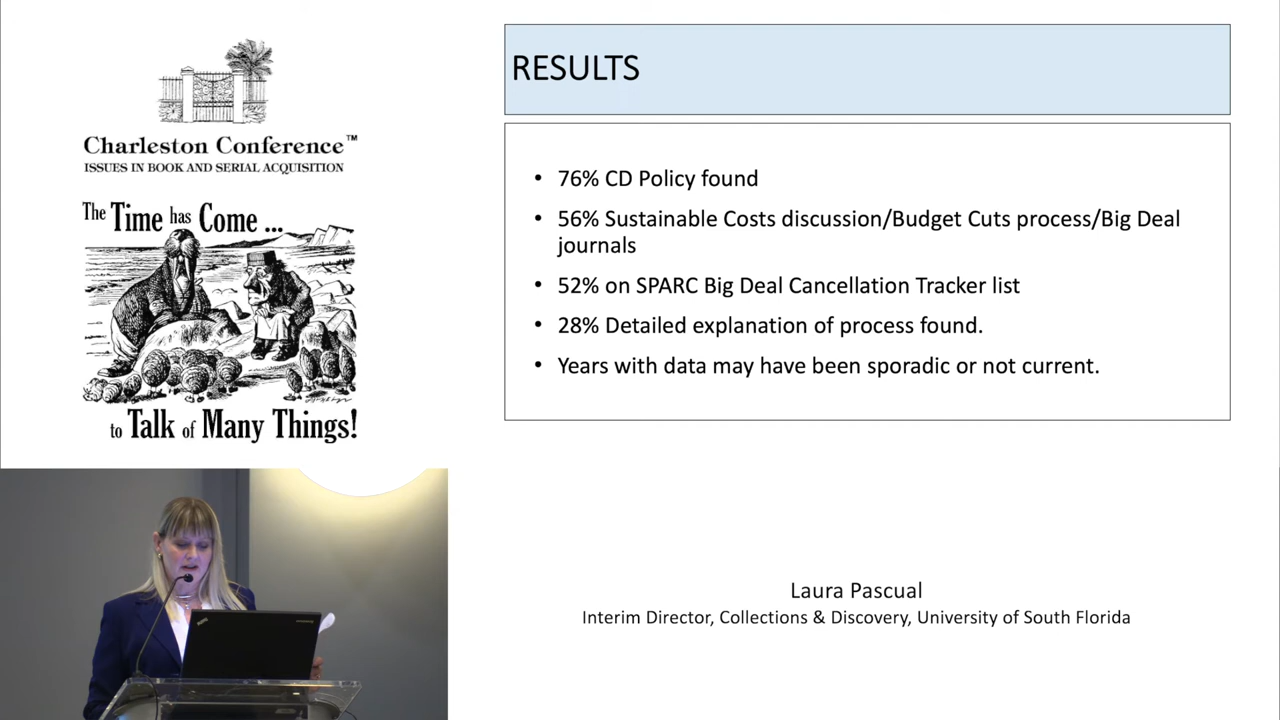 Charleston Conference™
ISSUES IN BOOK AND SERIAL ACQUISITION
The Time has Come ...
to Talk of Many Things!
RESULTS
• 76% CD Policy found
• 56% Sustainable Costs discussion/Budget Cuts process/Big Deal
journals
• 52% on SPARC Big Deal Cancellation Tracker list
• 28% Detailed explanation of process found.
• Years with data may have been sporadic or not current.
Laura Pascual
Interim Director, Collections & Discovery, University of South Florida